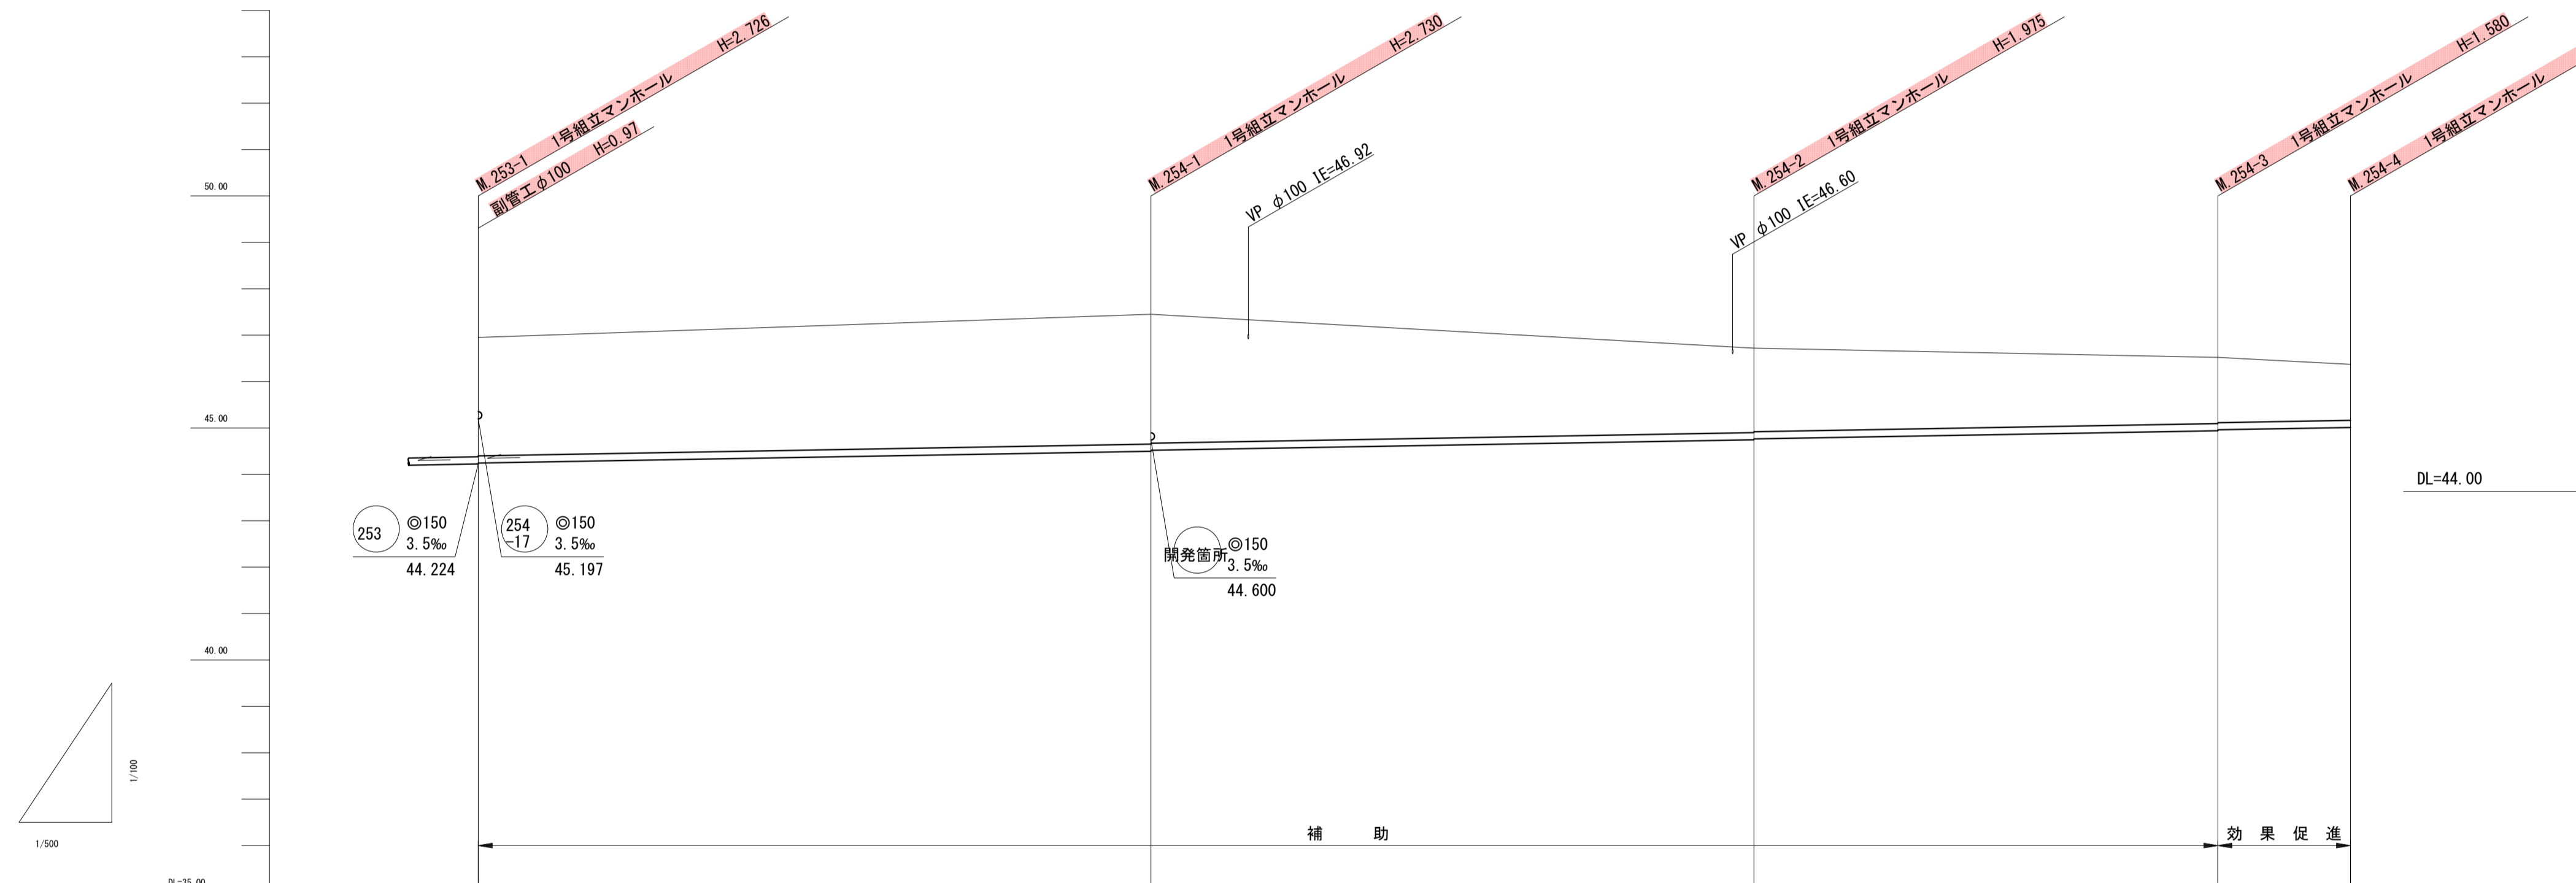 M.253-1 1号組立マンホール H=2.726
副管工φ100 H=0.97
M.254-1 1号組立マンホール H=2.730
VP φ100 IE=46.92
M.254-2 1号組立マンホール H=1.975
VP φ100 IE=46.60
M.254-3 1号組立マンホール H=1.580
M.254-4 1号組立マンホール
50.00
45.00
40.00
DL=44.00
253
◎150
3.5‰
44.224
254
-17
◎150
3.5‰
45.197
開発箇所
◎150
3.5‰
44.600
1/100
1/500
補助
効果促進